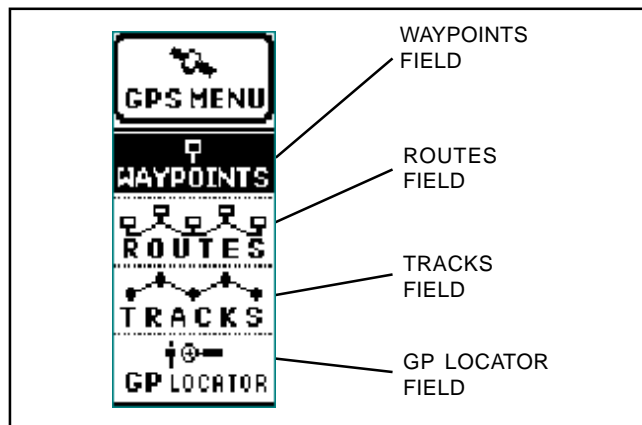 GPS MENU
WAYPOINTS
ROUTES
TRACKS
GP LOCATOR
WAYPOINTS
FIELD
ROUTES
FIELD
TRACKS
FIELD
GP LOCATOR
FIELD